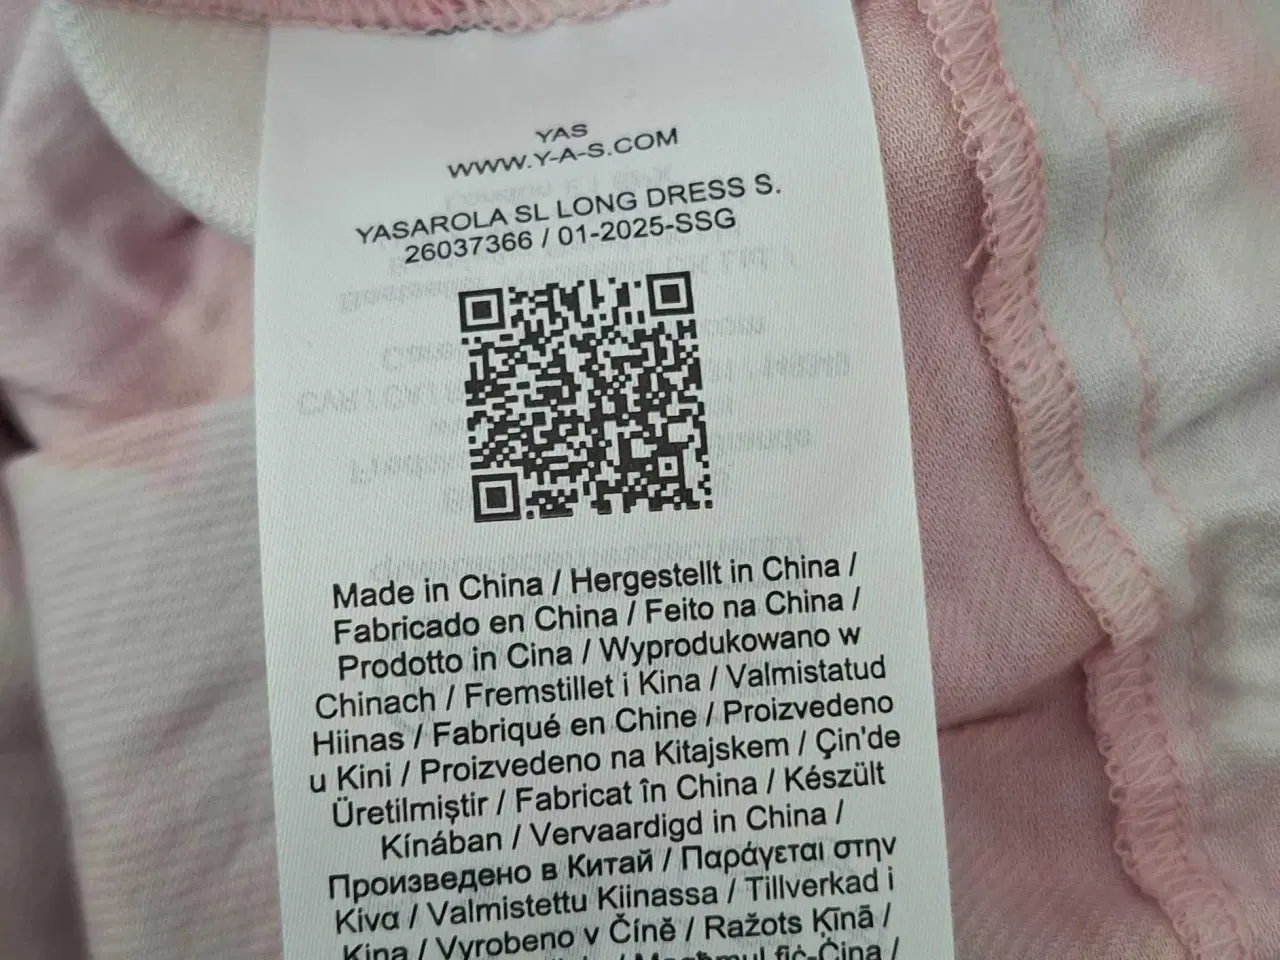 YAS
WWW.Y-A-S.COM
YASAROLA SL LONG DRESS S.
26037366 / 01-2025-SSG
Made in China / Hergestellt in China /
Fabricado en China / Feito na China /
Prodotto in Cina / Wyprodukowano w
Chinach / Fremstillet i Kina / Valmistatud
Hiinas / Fabriqué en Chine / Proizvedeno
u Kini / Proizvedeno na Kitajskem / Çin'de
Üretilmiştir / Fabricat în China / Készült
Kínában / Vervaardigd in China /
Произведено в Китай / Παράγεται στην
Κίνα / Valmistettu Kiinassa / Tillverkad i
Kina / Vyrobeno v Číně / Ražots Ķīnā /
fiċ-Ċina /